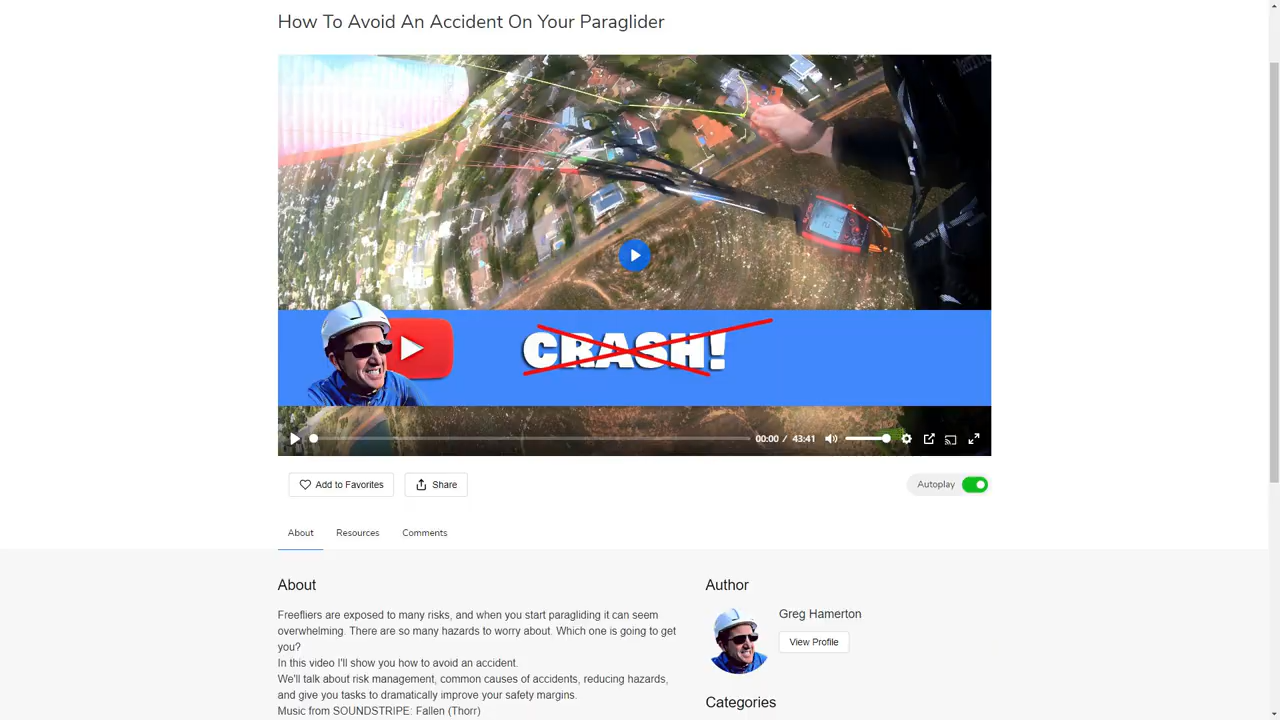 How To Avoid An Accident On Your Paraglider
CRASH!
00:00 / 43:41
Add to Favorites
Share
Autoplay
About
Resources
Comments
About
Freefliers are exposed to many risks, and when you start paragliding it can seem
overwhelming. There are so many hazards to worry about. Which one is going to get
you?
In this video I'll show you how to avoid an accident.
We'll talk about risk management, common causes of accidents, reducing hazards,
and give you tasks to dramatically improve your safety margins.
Music from SOUNDSTRIPE: Fallen (Thorr)
Author
Greg Hamerton
View Profile
Categories